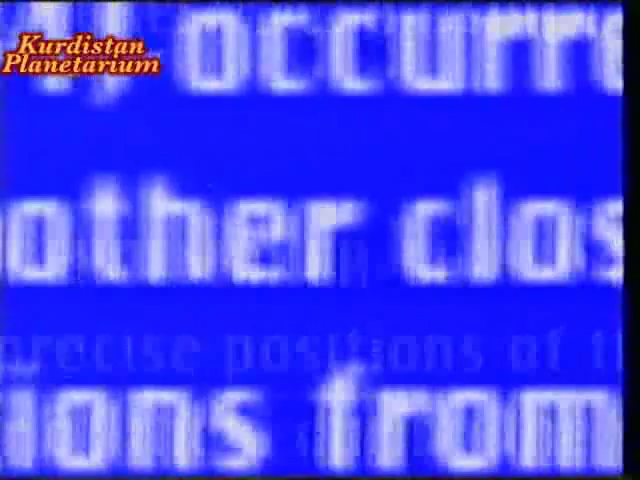 Kurdistan
Planetarium
occurre
other clos
precise positions of t
ions from